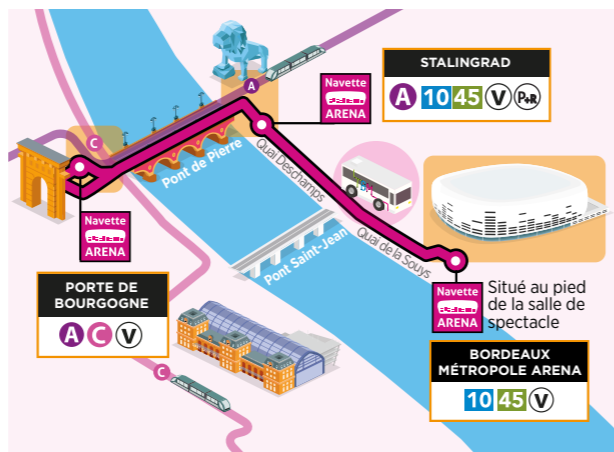 STALINGRAD
A 10 45 V P+R
Navette
ARENA
A
C
Pont de Pierre
Quai Deschamps
Navette
ARENA
Pont Saint-Jean
Quai de la Souys
PORTE DE
BOURGOGNE
A C V
Navette
ARENA
Situé au pied
de la salle de
spectacle
BORDEAUX
MÉTROPOLE ARENA
10 45 V
C